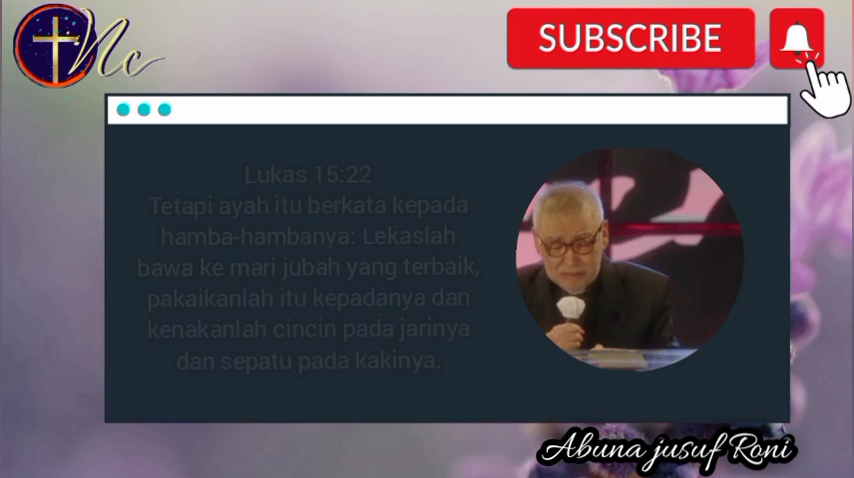 Nc
SUBSCRIBE
Lukas 15:22
Tetapi ayah itu berkata kepada
hamba-hambanya: Lekaslah
bawa ke mari jubah yang terbaik,
pakaikanlah itu kepadanya dan
kenakanlah cincin pada jarinya
dan sepatu pada kakinya.
Abuna jusuf Roni